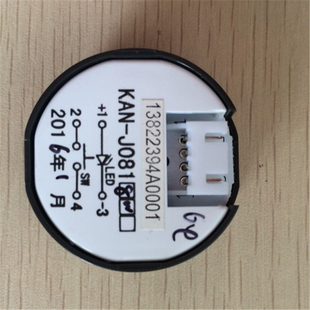 13822394A0001
KAN-J081
+1 LED -3
2 SW 4
2016年1月